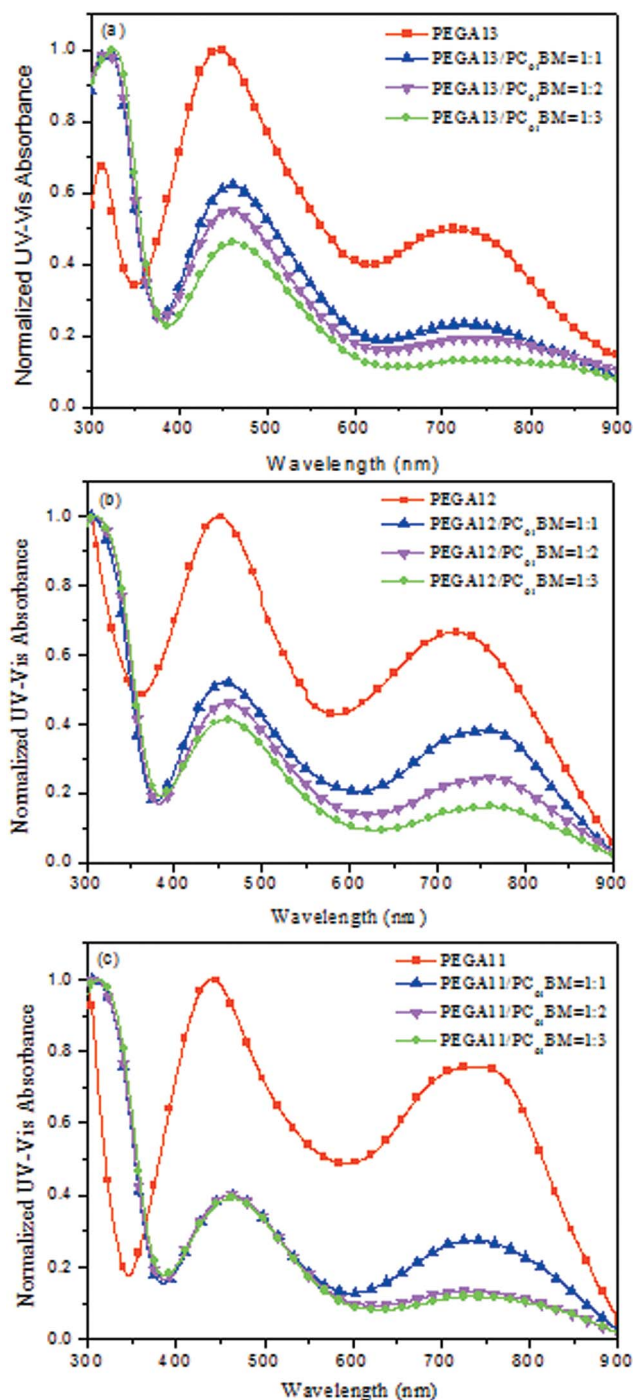 (a)
PEGA13
PEGA13/PC₆₁BM=1:1
PEGA13/PC₆₁BM=1:2
PEGA13/PC₆₁BM=1:3
Normalized UV-Vis Absorbance
1.0
0.8
0.6
0.4
0.2
0.0
300 400 500 600 700 800 900
Wavelength (nm)
(b)
PEGA12
PEGA12/PC₆₁BM=1:1
PEGA12/PC₆₁BM=1:2
PEGA12/PC₆₁BM=1:3
Normalized UV-Vis Absorbance
1.0
0.8
0.6
0.4
0.2
0.0
300 400 500 600 700 800 900
Wavelength (nm)
(c)
PEGA11
PEGA11/PC₆₁BM=1:1
PEGA11/PC₆₁BM=1:2
PEGA11/PC₆₁BM=1:3
Normalized UV-Vis Absorbance
1.0
0.8
0.6
0.4
0.2
0.0
300 400 500 600 700 800 900
Wavelength (nm)